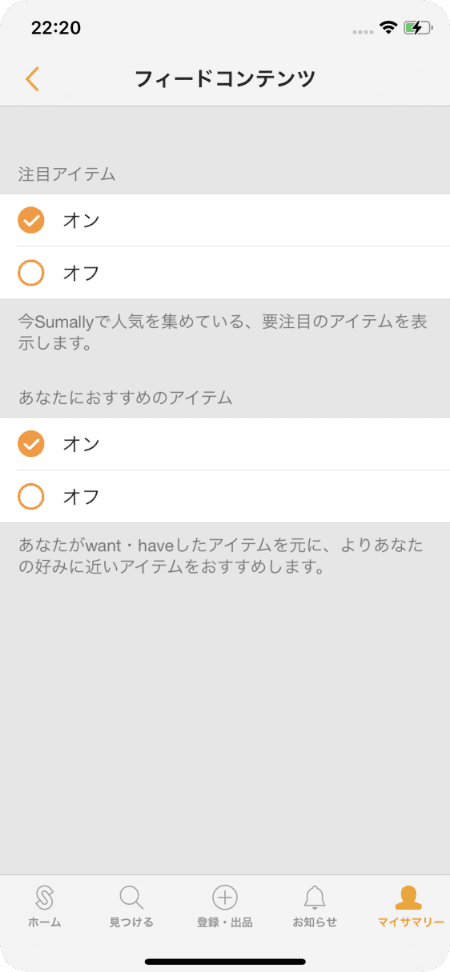 22:20
フィードコンテンツ
注目アイテム
オン
オフ
今Sumallyで人気を集めている、要注目のアイテムを表
示します。
あなたにおすすめのアイテム
オン
オフ
あなたがwant・haveしたアイテムを元に、よりあなた
の好みに近いアイテムをおすすめします。
ホーム
見つける
登録・出品
お知らせ
マイサマリー